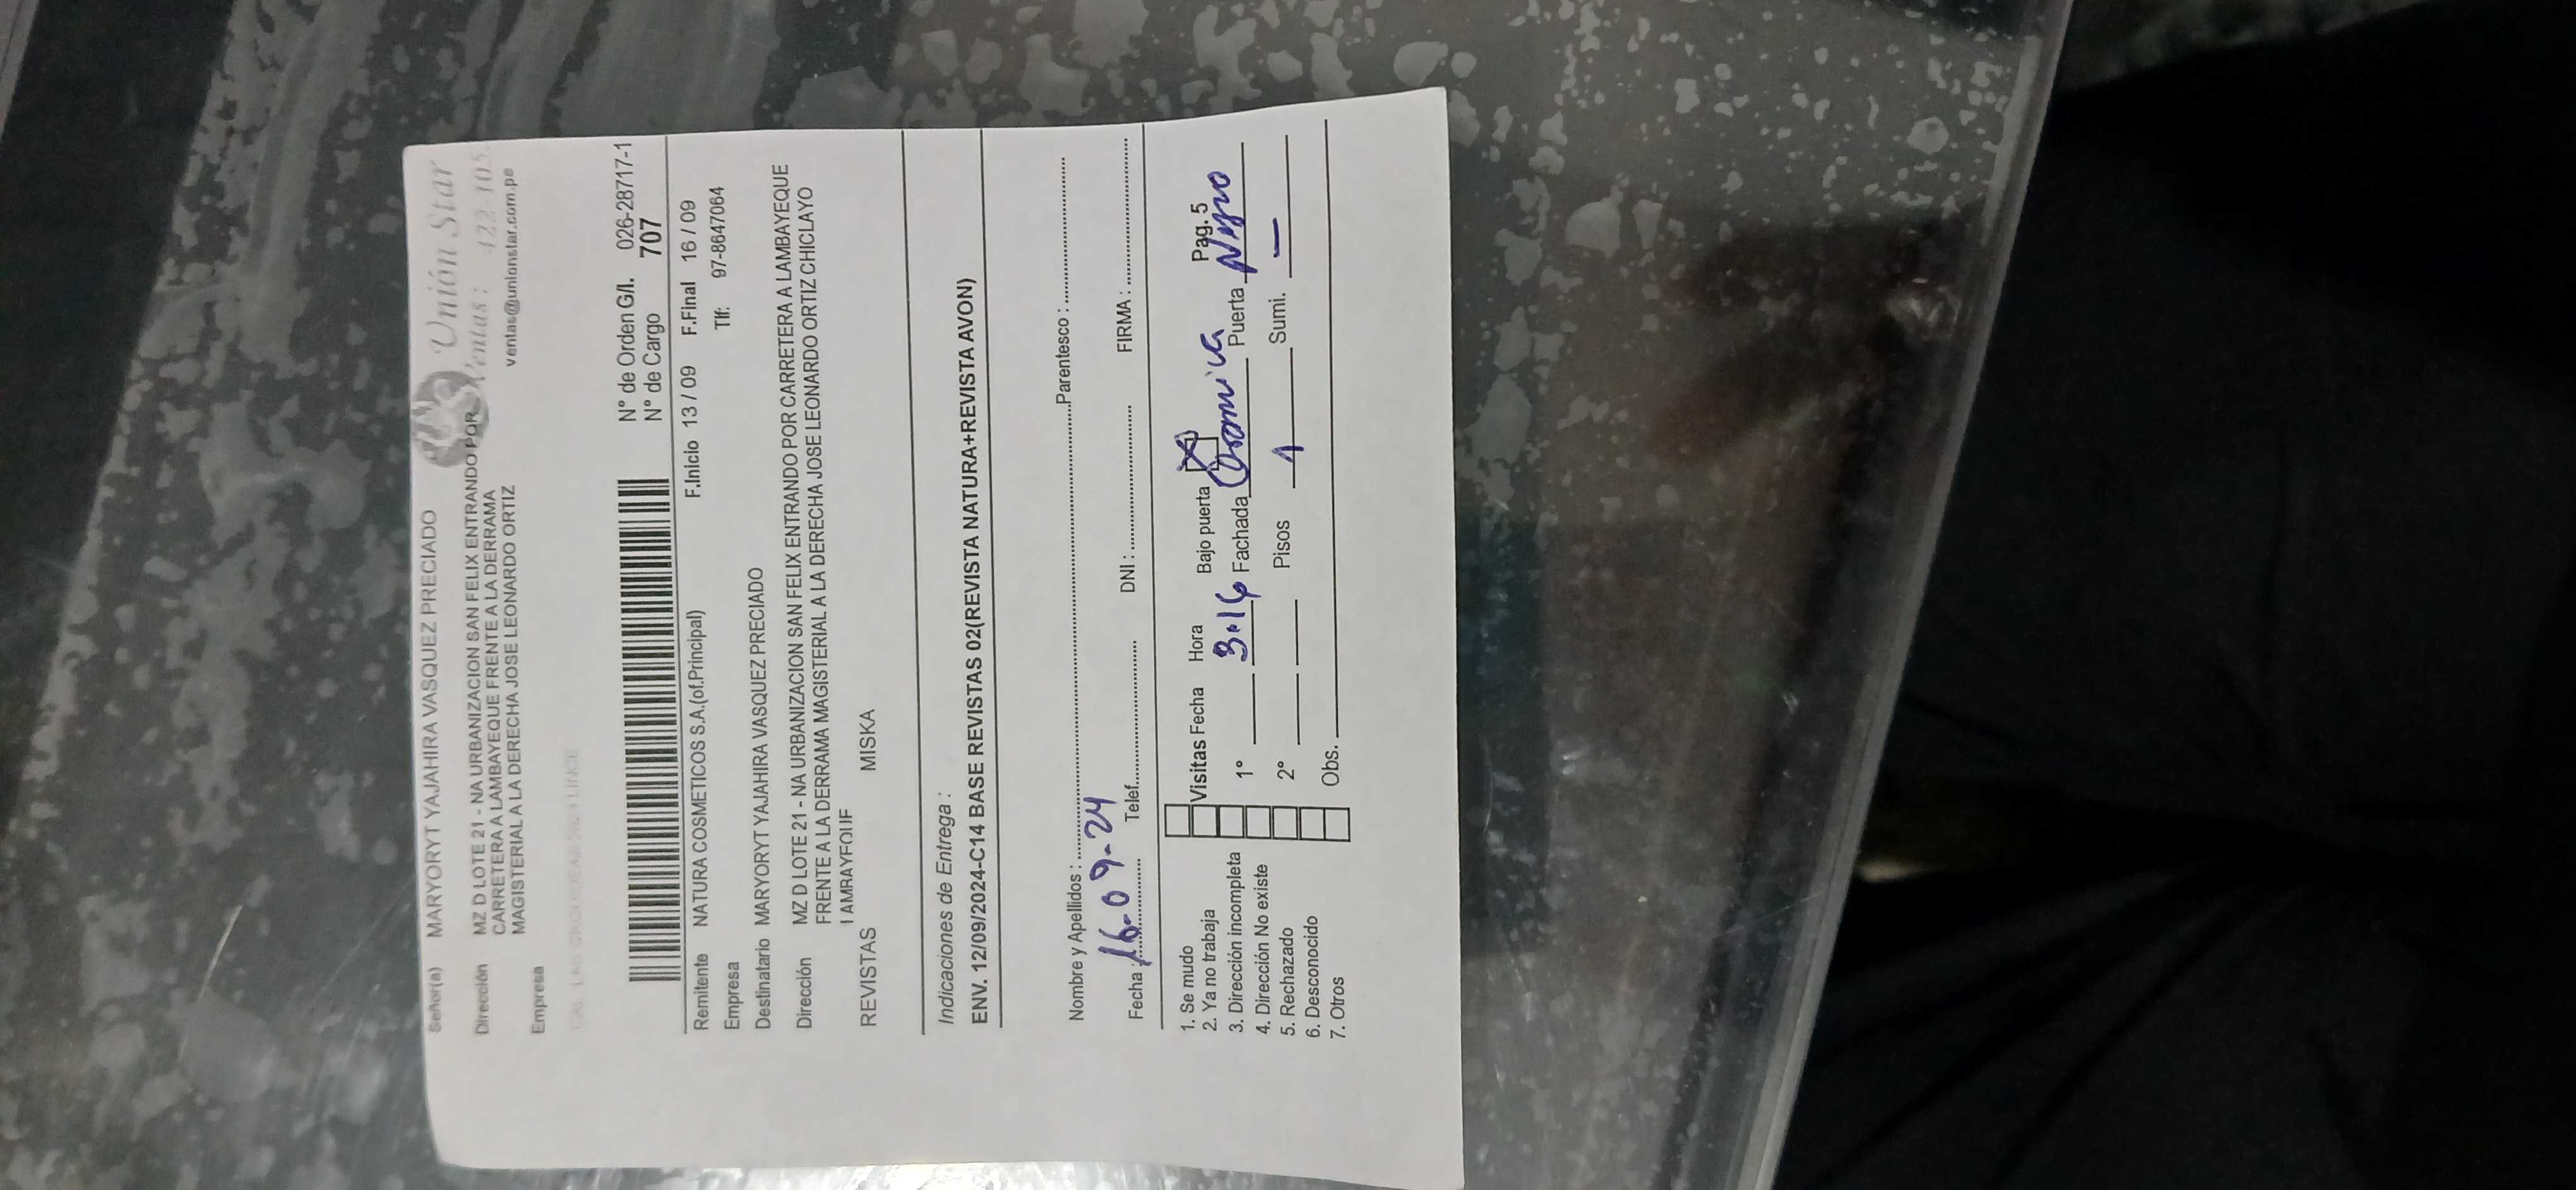 Señor(a) MARYORYT YAJAHIRA VASQUEZ PRECIADO
Unión Star
Dirección MZ D LOTE 21 - NA URBANIZACION SAN FELIX ENTRANDO POR
CARRETERA A LAMBAYEQUE FRENTE A LA DERRAMA
MAGISTERIAL A LA DERECHA JOSE LEONARDO ORTIZ
Ventas :
ventas@unionstar.com.pe
Empresa
N° de Orden G/I. 026-28717-1
N° de Cargo 707
Remitente NATURA COSMETICOS S.A.(of.Principal) F.Inicio 13 / 09 F.Final 16 / 09
Empresa Tlf: 97-8647064
Destinatario MARYORYT YAJAHIRA VASQUEZ PRECIADO
Dirección MZ D LOTE 21 - NA URBANIZACION SAN FELIX ENTRANDO POR CARRETERA A LAMBAYEQUE
FRENTE A LA DERRAMA MAGISTERIAL A LA DERECHA JOSE LEONARDO ORTIZ CHICLAYO
REVISTAS MISKA
Indicaciones de Entrega :
ENV. 12/09/2024-C14 BASE REVISTAS 02(REVISTA NATURA+REVISTA AVON)
Nombre y Apellidos : Parentesco :
Fecha : 16-09-24 Telef. DNI : FIRMA :
1. Se mudo
2. Ya no trabaja
3. Dirección incompleta
4. Dirección No existe
5. Rechazado
6. Desconocido
7. Otros
Visitas Fecha Hora Bajo puerta X Pag. 5
1° 3:16 Fachada Puerta Negro
2° Pisos 1 Sumi. —
Obs.